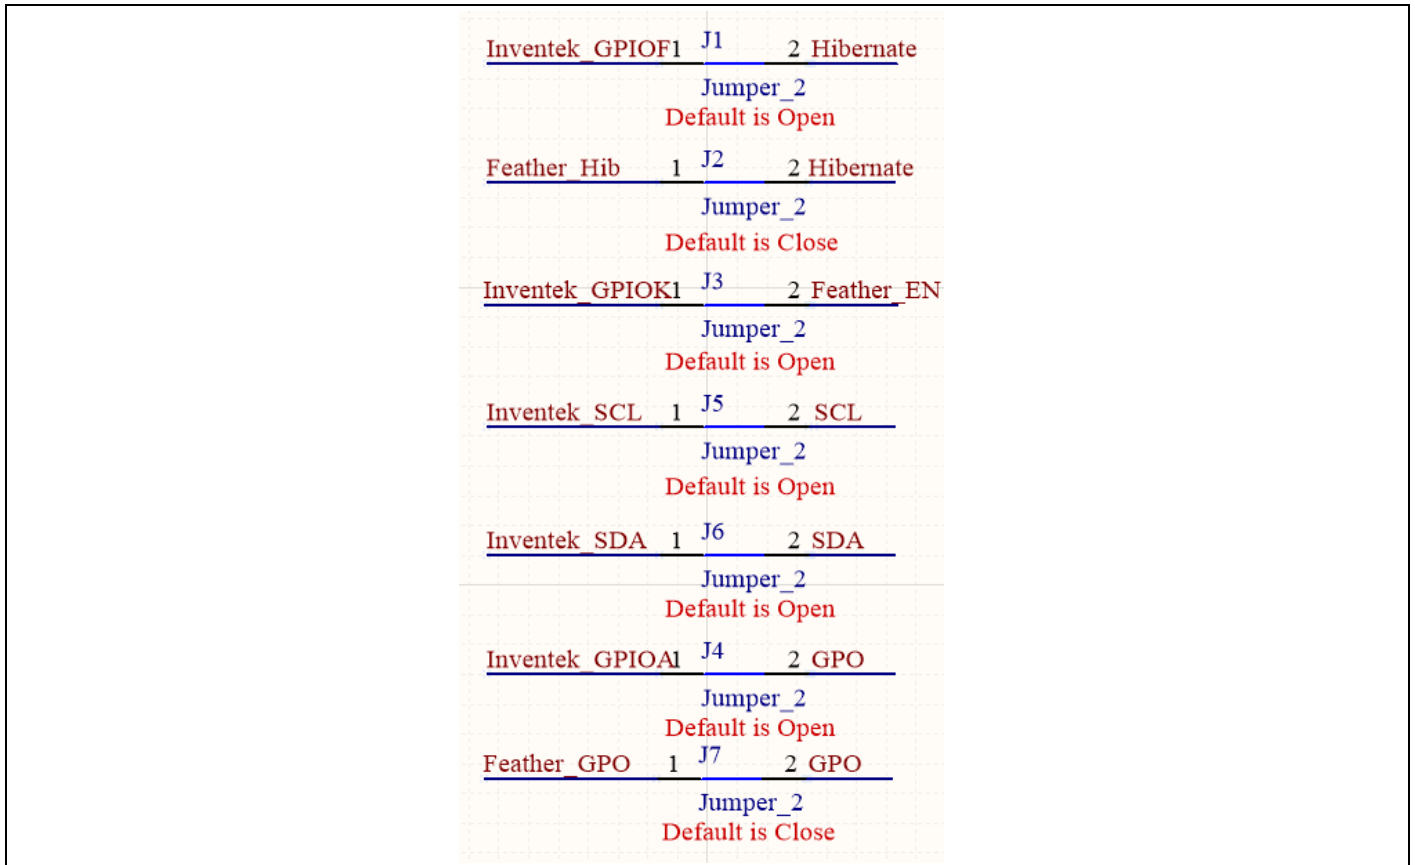 J1
Inventek_GPIOF1 2 Hibernate
Jumper_2
Default is Open
J2
Feather_Hib 1 2 Hibernate
Jumper_2
Default is Close
J3
Inventek_GPIOK1 2 Feather_EN
Jumper_2
Default is Open
J5
Inventek_SCL 1 2 SCL
Jumper_2
Default is Open
J6
Inventek_SDA 1 2 SDA
Jumper_2
Default is Open
J4
Inventek_GPIOA1 2 GPO
Jumper_2
Default is Open
J7
Feather_GPO 1 2 GPO
Jumper_2
Default is Close